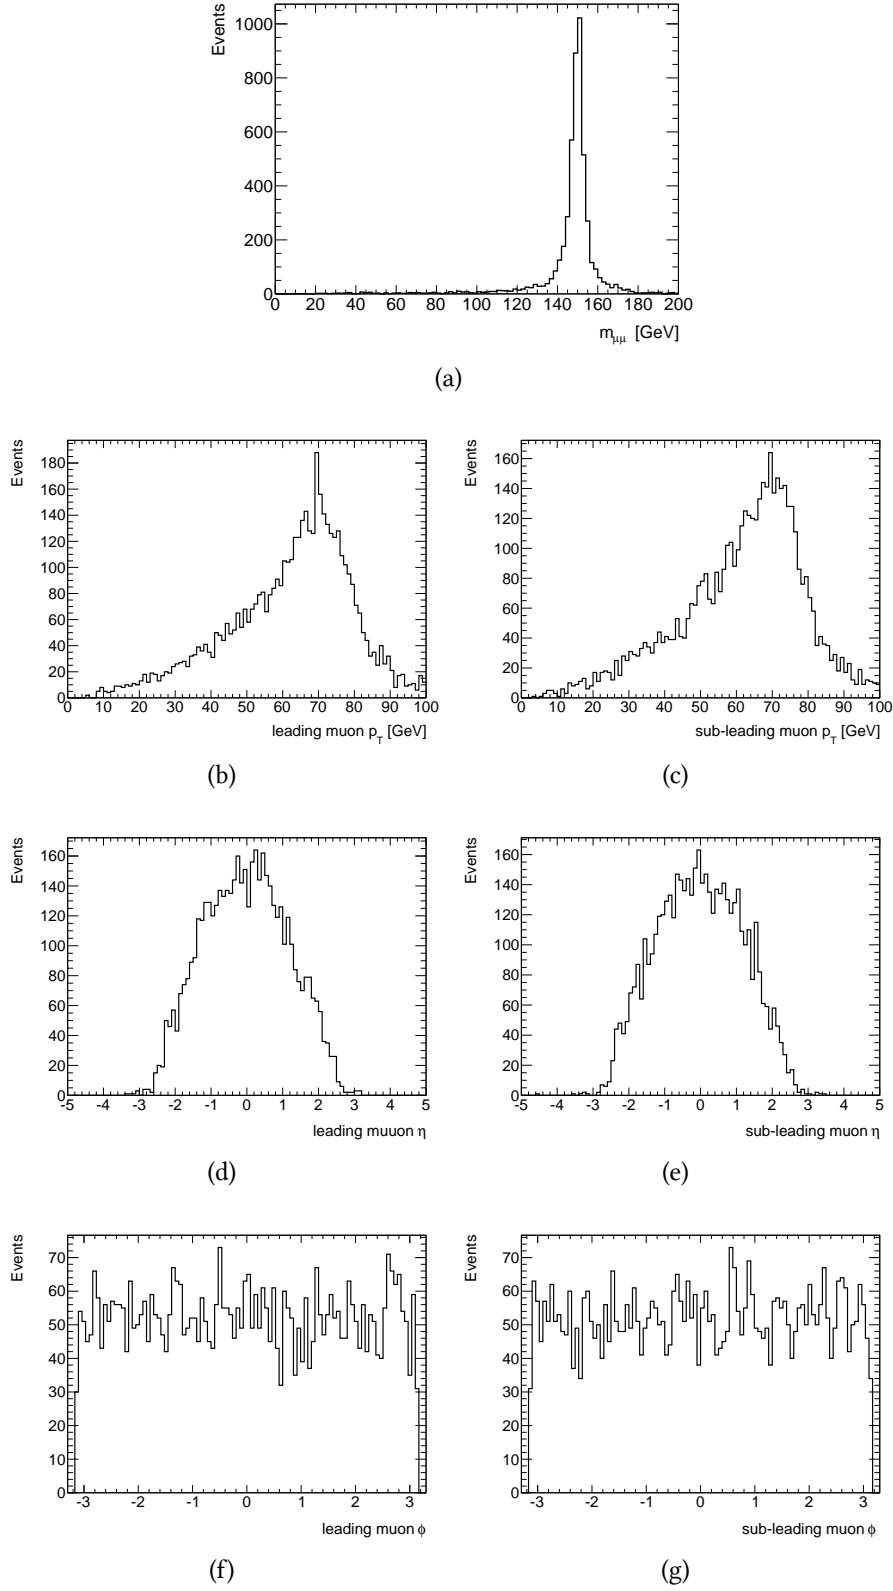 Events
1000
800
600
400
200
0
0 20 40 60 80 100 120 140 160 180 200
mμμ [GeV]
(a)
Events
180
160
140
120
100
80
60
40
20
0
0 10 20 30 40 50 60 70 80 90 100
leading muon pT [GeV]
(b)
Events
160
140
120
100
80
60
40
20
0
0 10 20 30 40 50 60 70 80 90 100
sub-leading muon pT [GeV]
(c)
Events
160
140
120
100
80
60
40
20
0
-5 -4 -3 -2 -1 0 1 2 3 4 5
leading muuon η
(d)
Events
160
140
120
100
80
60
40
20
0
-5 -4 -3 -2 -1 0 1 2 3 4 5
sub-leading muon η
(e)
Events
70
60
50
40
30
20
10
0
-3 -2 -1 0 1 2 3
leading muon ϕ
(f)
Events
70
60
50
40
30
20
10
0
-3 -2 -1 0 1 2 3
sub-leading muon ϕ
(g)